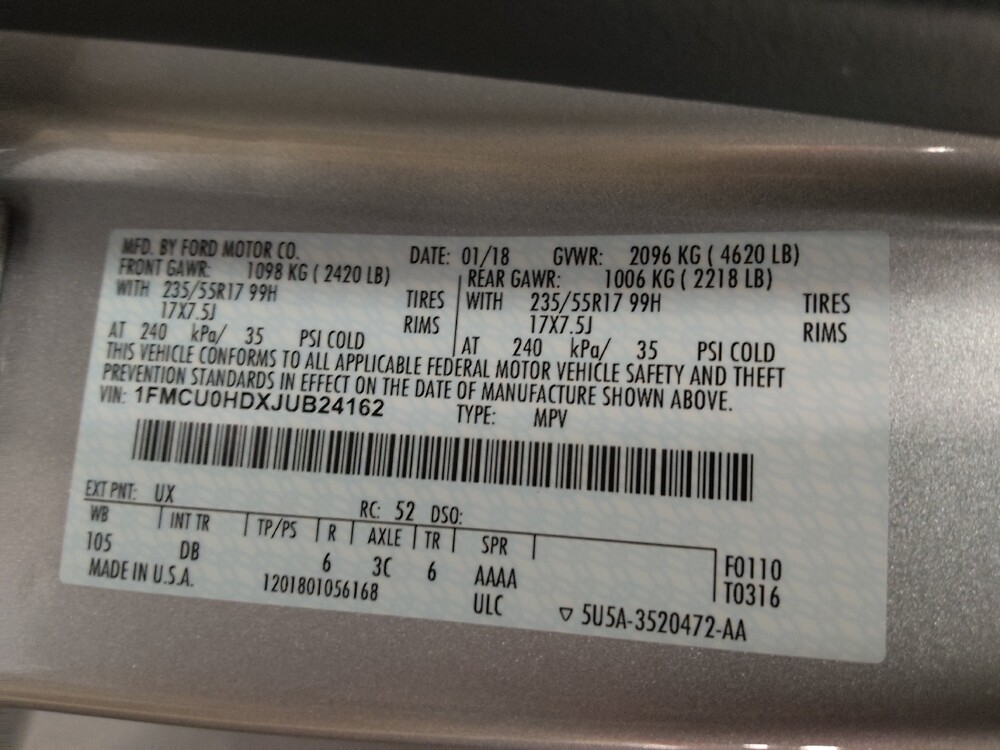 MFD. BY FORD MOTOR CO. DATE: 01/18 GVWR: 2096 KG ( 4620 LB)
FRONT GAWR: 1098 KG ( 2420 LB) REAR GAWR: 1006 KG ( 2218 LB)
WITH 235/55R17 99H TIRES WITH 235/55R17 99H TIRES
17X7.5J RIMS 17X7.5J RIMS
AT 240 kPa/ 35 PSI COLD AT 240 kPa/ 35 PSI COLD
THIS VEHICLE CONFORMS TO ALL APPLICABLE FEDERAL MOTOR VEHICLE SAFETY AND THEFT
PREVENTION STANDARDS IN EFFECT ON THE DATE OF MANUFACTURE SHOWN ABOVE.
VIN: 1FMCU0HDXJUB24162 TYPE: MPV
EXT PNT: UX RC: 52 DSO:
WB INT TR TP/PS R AXLE TR SPR
105 DB 6 3C 6 AAAA F0110
MADE IN U.S.A. 1201801056168 ULC T0316
▽ 5U5A-3520472-AA